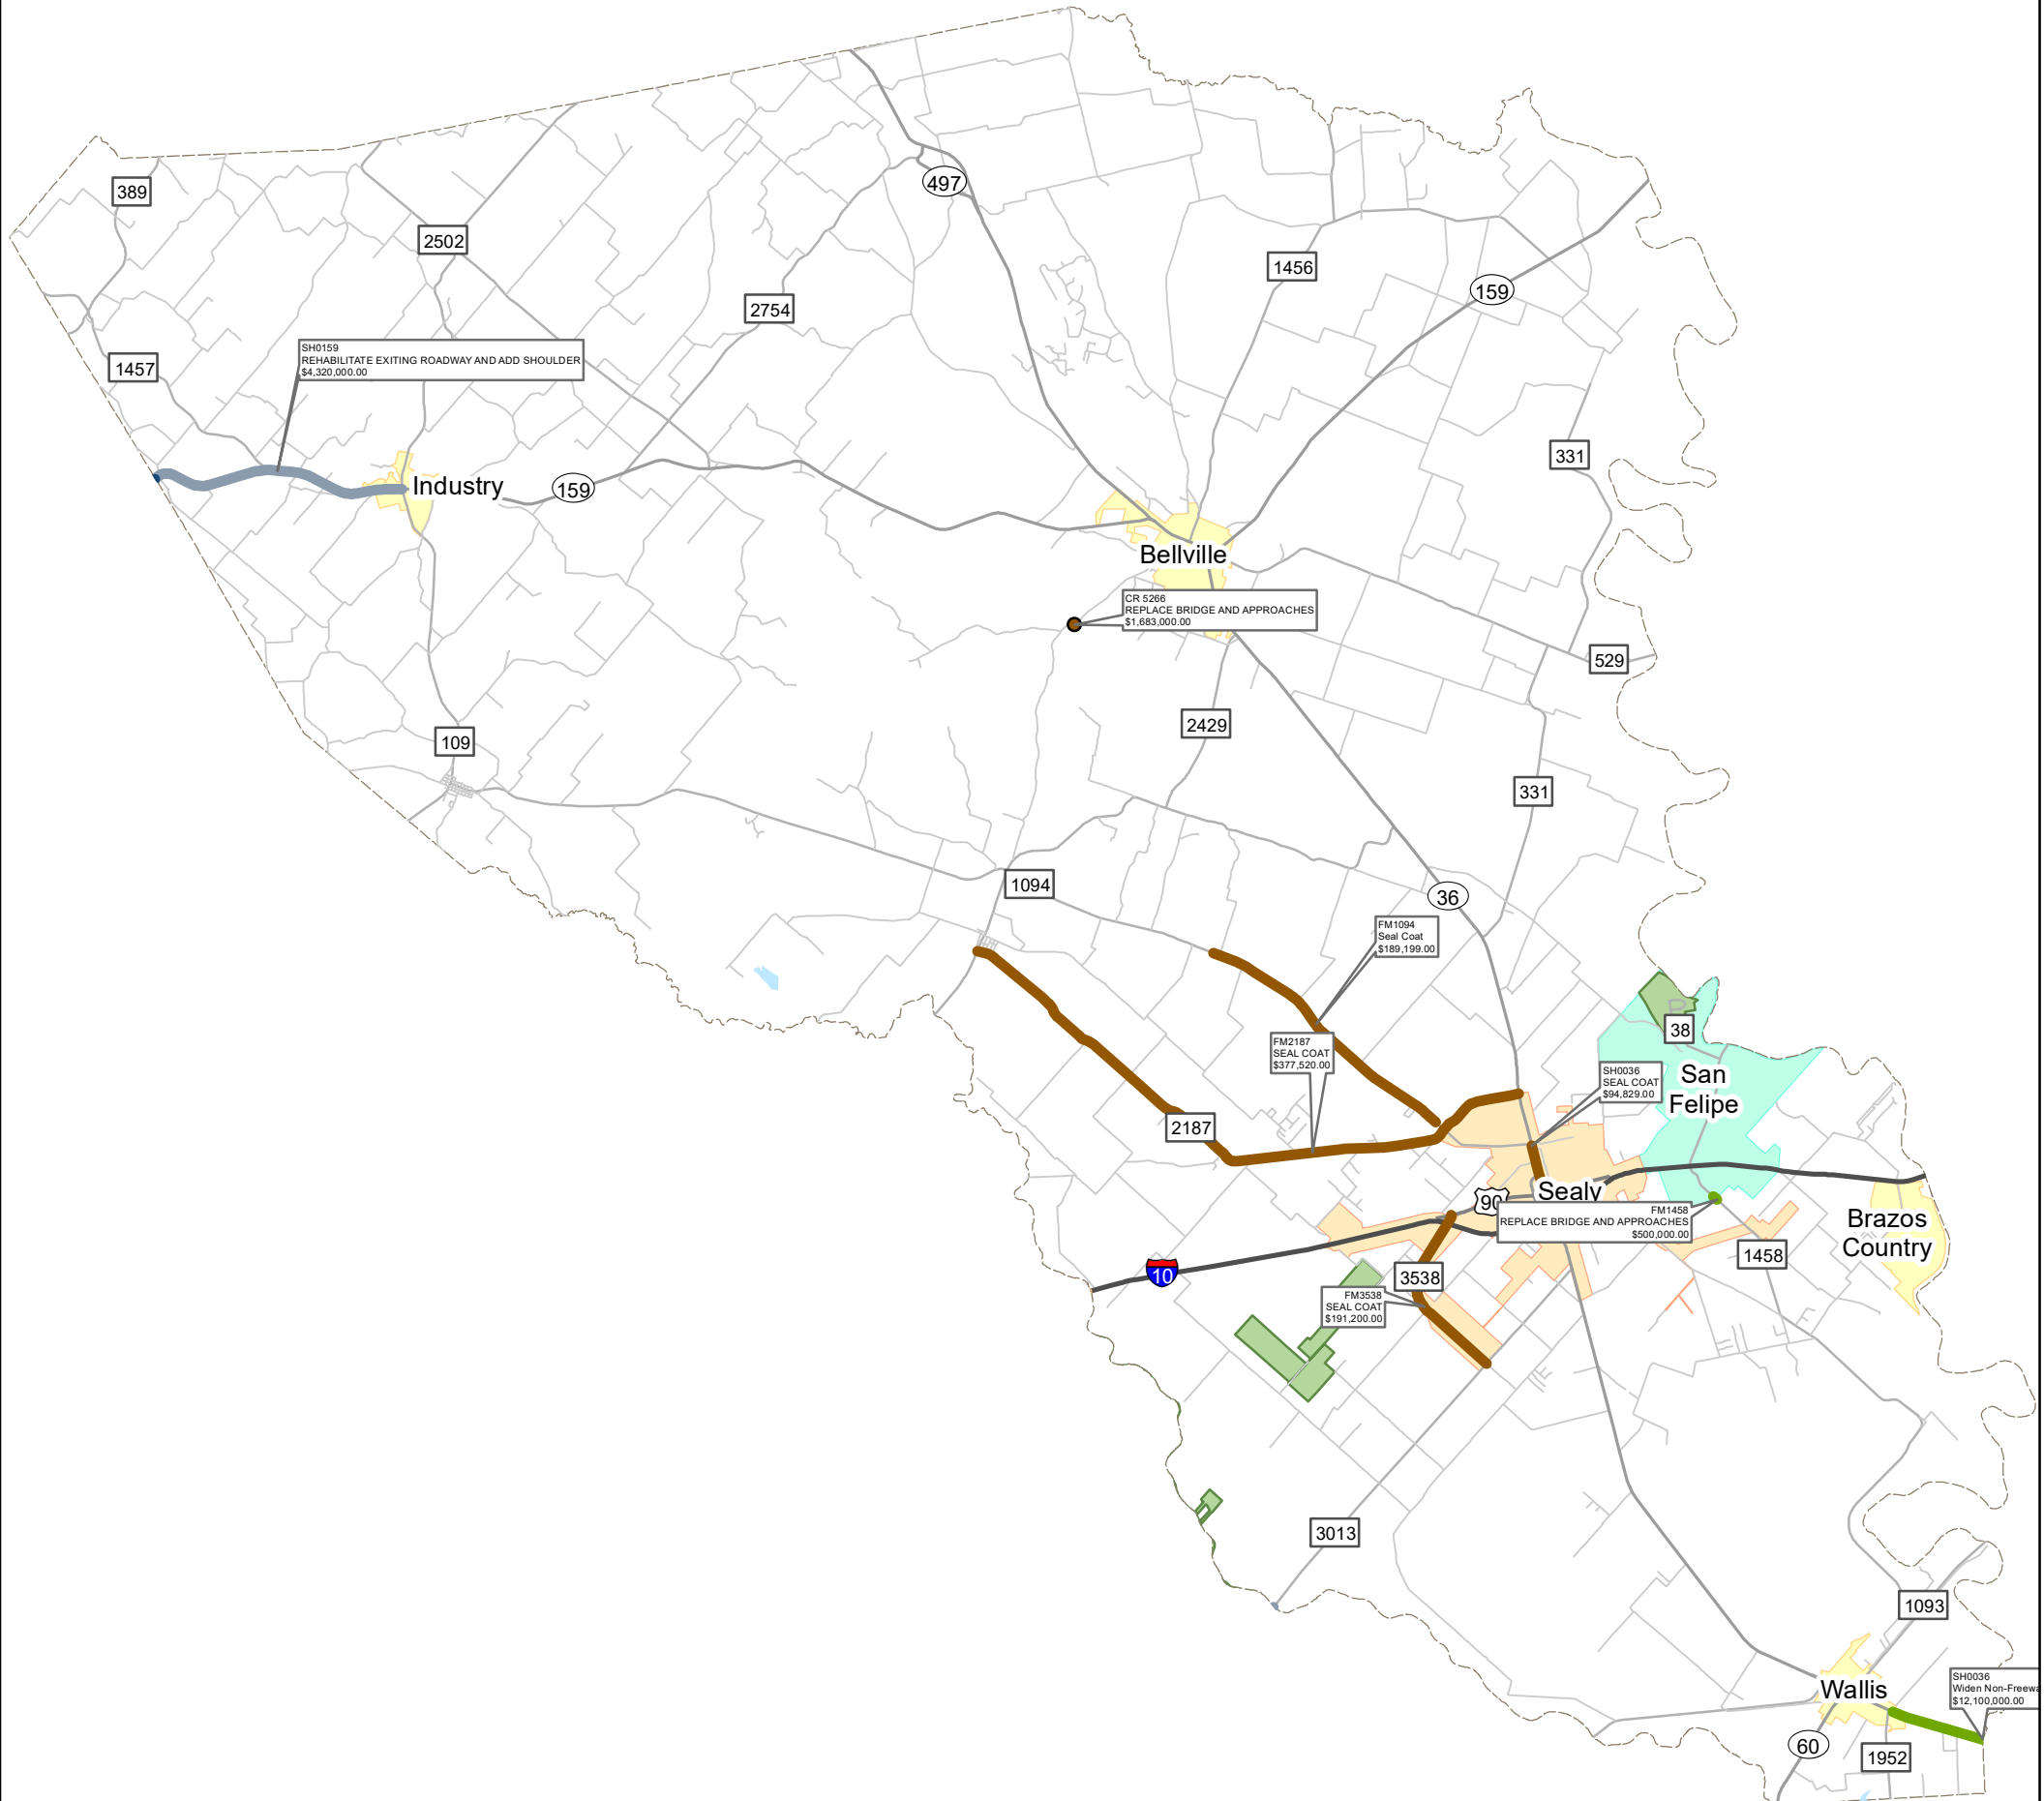 389
497
2502
1456
159
2754
SH0159
REHABILITATE EXITING ROADWAY AND ADD SHOULDER
$4,320,000.00
1457
331
Industry
159
Bellville
CR 5266
REPLACE BRIDGE AND APPROACHES
$1,683,000.00
529
2429
109
331
1094
36
FM1094
Seal Coat
$189,199.00
38
FM2187
SEAL COAT
$377,520.00
SH0036
SEAL COAT
$94,829.00
San
Felipe
2187
Sealy
90
FM1458
REPLACE BRIDGE AND APPROACHES
$500,000.00
Brazos
Country
1458
10
3538
FM3538
SEAL COAT
$191,200.00
3013
1093
Wallis
SH0036
Widen Non-Freewa
$12,100,000.00
60
1952